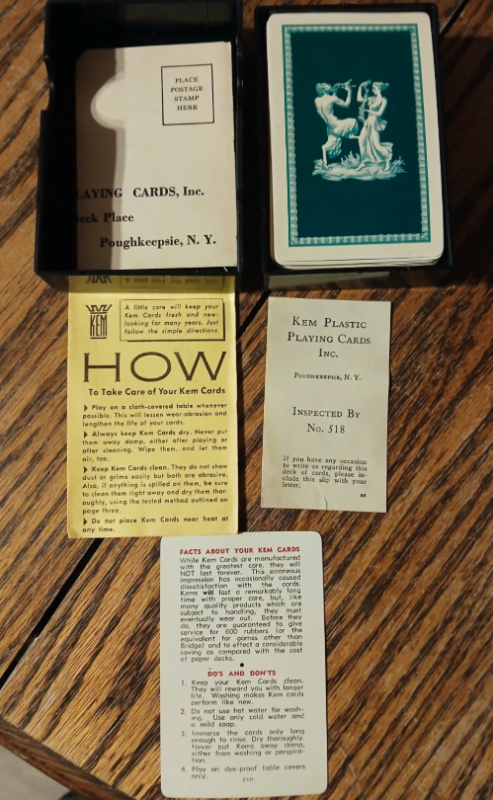 PLACE
POSTAGE
STAMP
HERE
LAYING CARDS, Inc.
eck Place
Poughkeepsie, N. Y.
KEM
A little care will keep your
Kem Cards fresh and new-
looking for many years. Just
follow the simple directions
HOW
To Take Care of Your Kem Cards
Play on a cloth-covered table whenever
possible. This will lessen wear-abrasion and
lengthen the life of your cards.
Always keep Kem Cards dry. Never put
them away damp, either after playing or
after cleaning. Wipe them, and let them
air, too.
Keep Kem Cards clean. They do not show
dust or grime easily but both are abrasive.
Also, if anything is spilled on them, be sure
to clean them right away and dry them thor-
oughly, using the tested method outlined on
page three.
Do not place Kem Cards near heat at
any time.
KEM PLASTIC
PLAYING CARDS
INC.
POUGHKEEPSIE, N. Y.
INSPECTED BY
No. 518
If you have any occasion
to write us regarding this
deck of cards, please in-
clude this slip with your
letter.
FACTS ABOUT YOUR KEM CARDS
While Kem Cards are manufactured
with the greatest care, they will
NOT last forever. This erroneous
impression has occasionally caused
dissatisfaction with the cards.
Kems will last a remarkably long
time with proper care, but, like
many quality products which are
subject to handling, they must
eventually wear out. Before they
do, they are guaranteed to give
service for 600 rubbers (or the
equivalent for games other than
Bridge) and to effect a considerable
saving as compared with the cost
of paper decks.
DO'S AND DON'TS
1. Keep your Kem Cards clean.
They will reward you with longer
life. Washing makes Kem cards
perform like new.
2. Do not use hot water for wash-
ing. Use only cold water and
a mild soap.
3. Immerse the cards only long
enough to rinse. Dry thoroughly.
Never put Kems away damp,
either from washing or perspira-
tion.
4. Play on dye-proof table covers
only.